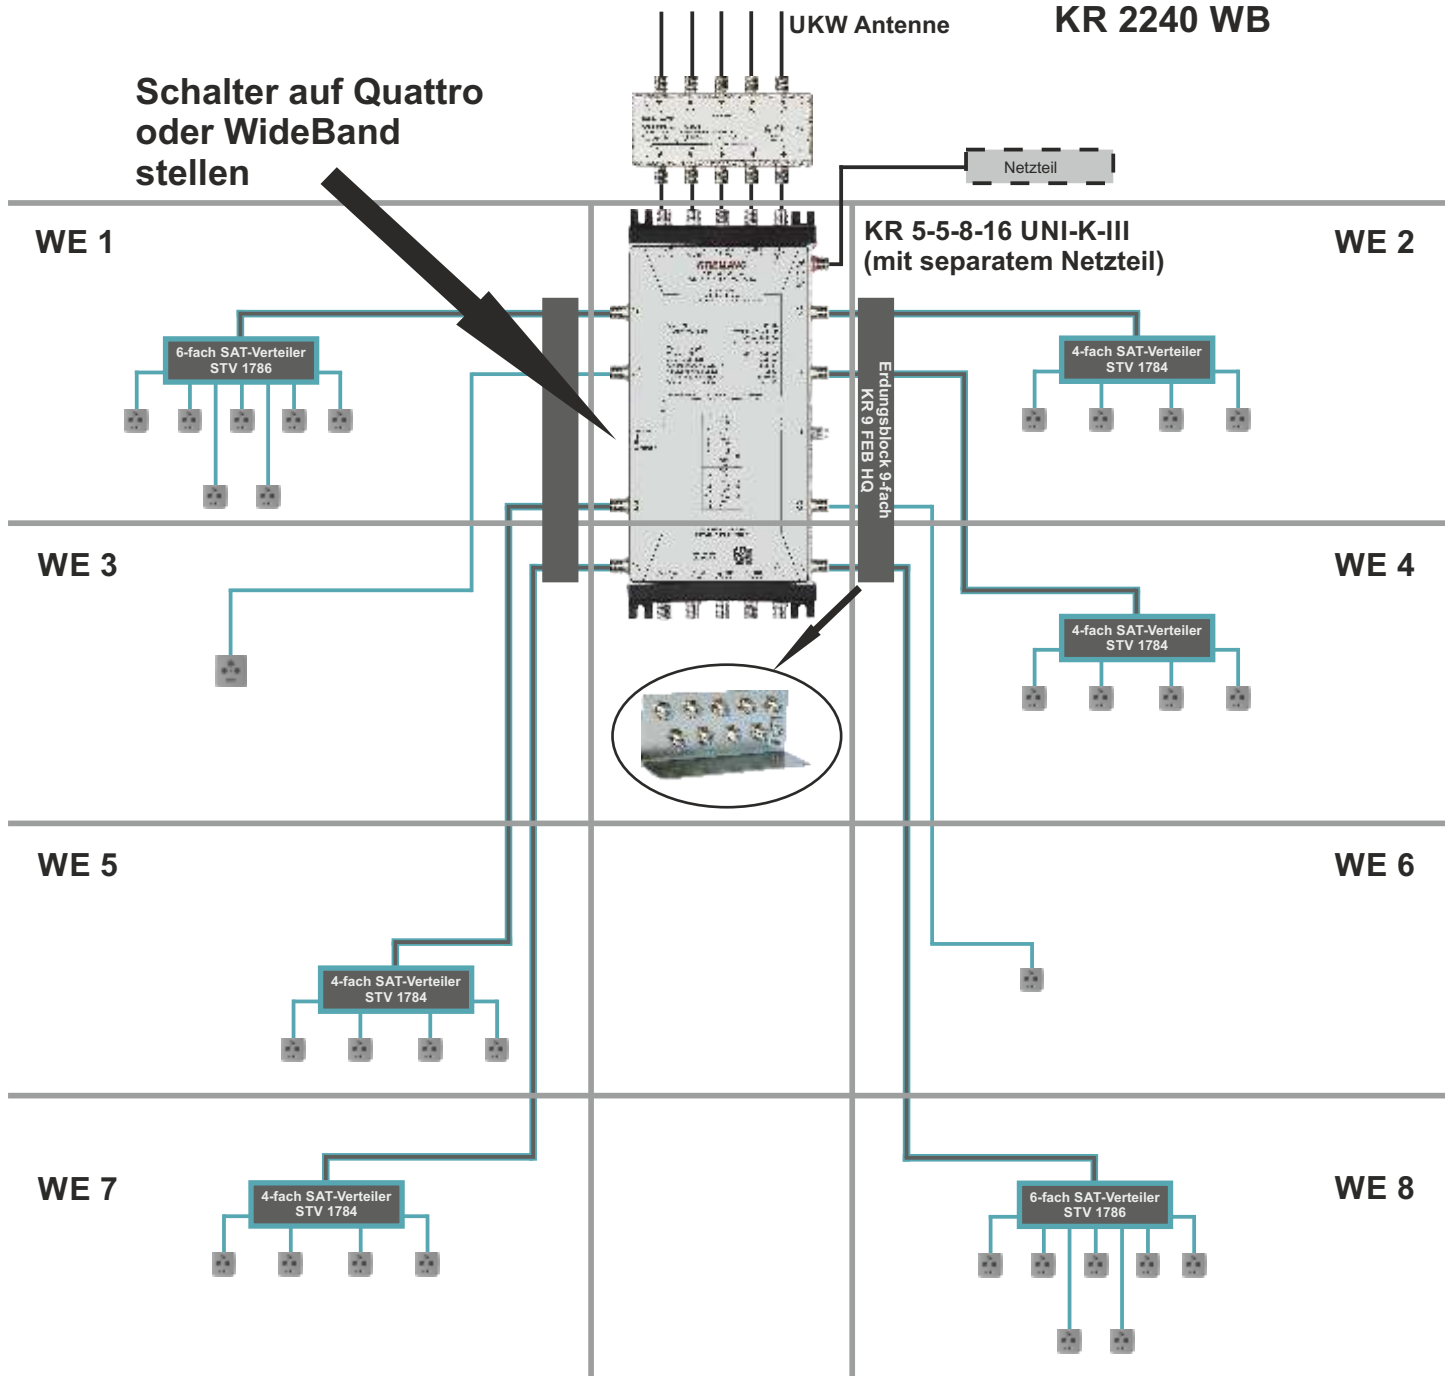 UKW Antenne
KR 2240 WB
Schalter auf Quattro
oder WideBand
stellen
Netzteil
WE 1
KR 5-5-8-16 UNI-K-III
(mit separatem Netzteil)
WE 2
6-fach SAT-Verteiler
STV 1786
4-fach SAT-Verteiler
STV 1784
Erdungsblock 9-fach
KR 9 FEB HQ
WE 3
WE 4
4-fach SAT-Verteiler
STV 1784
WE 5
WE 6
4-fach SAT-Verteiler
STV 1784
WE 7
WE 8
4-fach SAT-Verteiler
STV 1784
6-fach SAT-Verteiler
STV 1786